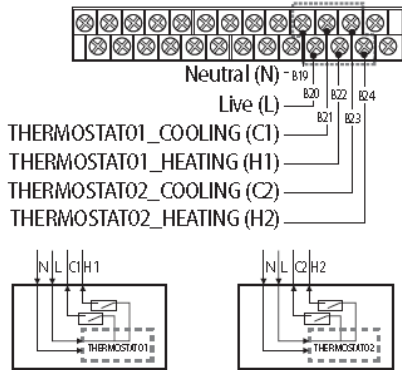 Neutral (N) B19
Live (L) B20 B22 B24
B21 B23
THERMOSTAT01_COOLING (C1)
THERMOSTAT01_HEATING (H1)
THERMOSTAT02_COOLING (C2)
THERMOSTAT02_HEATING (H2)
N L C1 H1
THERMOSTAT01
N L C2 H2
THERMOSTAT02